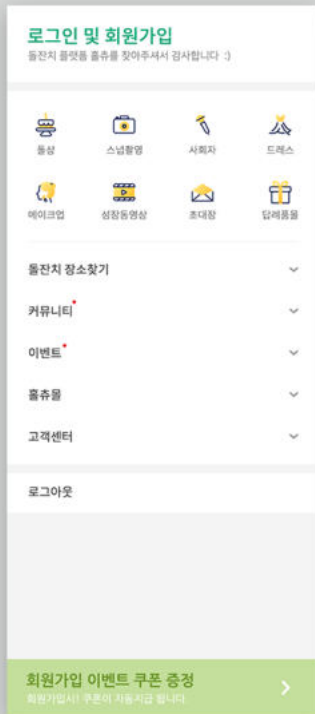 로그인 및 회원가입
돌잔치 플랫폼 홀츄를 찾아주셔서 감사합니다 :)
돌상 스냅촬영 사회자 드레스
메이크업 성장동영상 초대장 답례품몰
돌잔치 장소찾기
커뮤니티
이벤트
홀츄몰
고객센터
로그아웃
회원가입 이벤트 쿠폰 증정
회원가입시! 쿠폰이 자동지급 됩니다